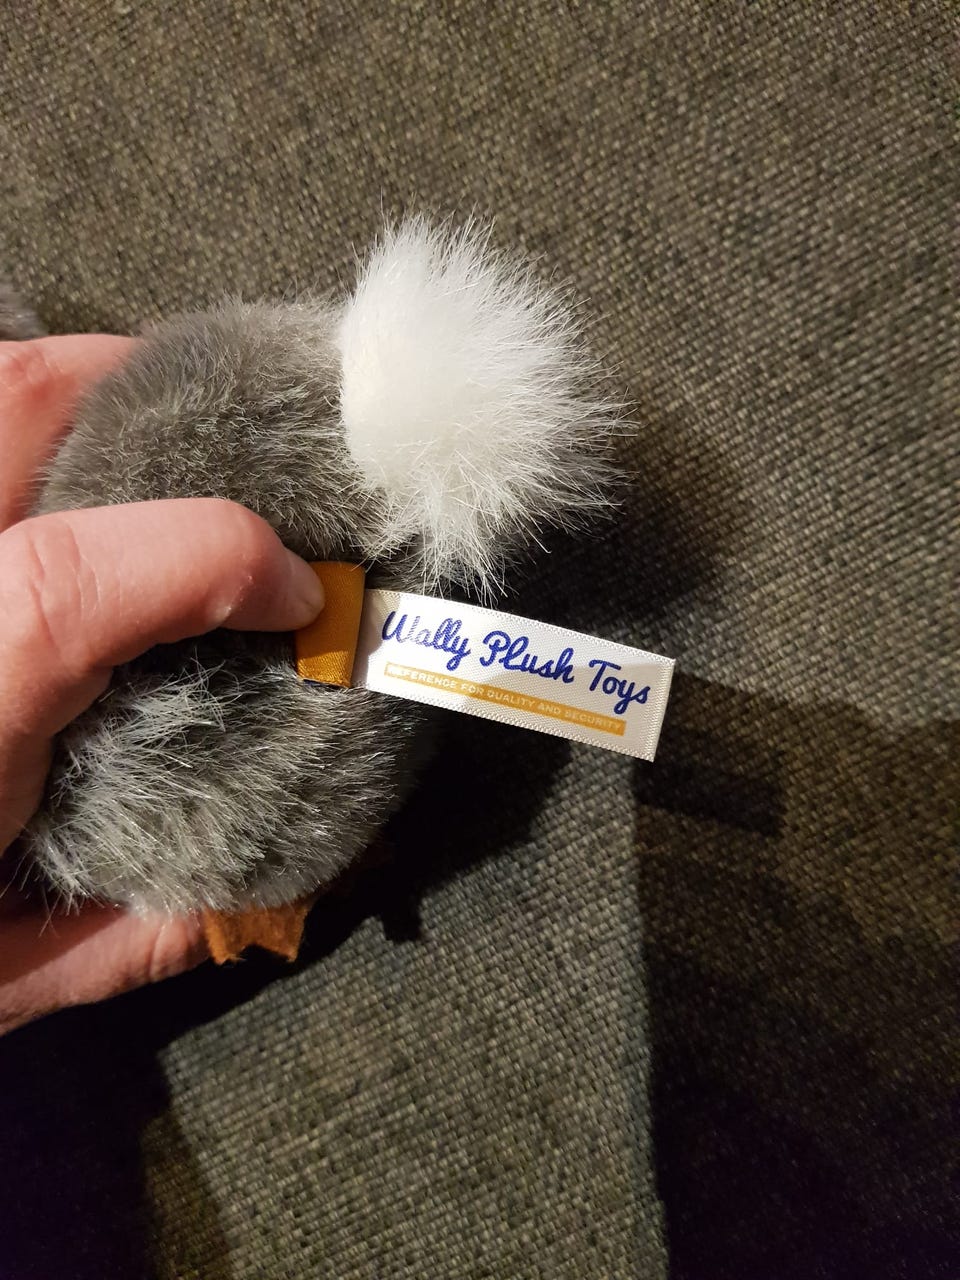 Wally Plush Toys
REFERENCE FOR QUALITY AND SECURITY